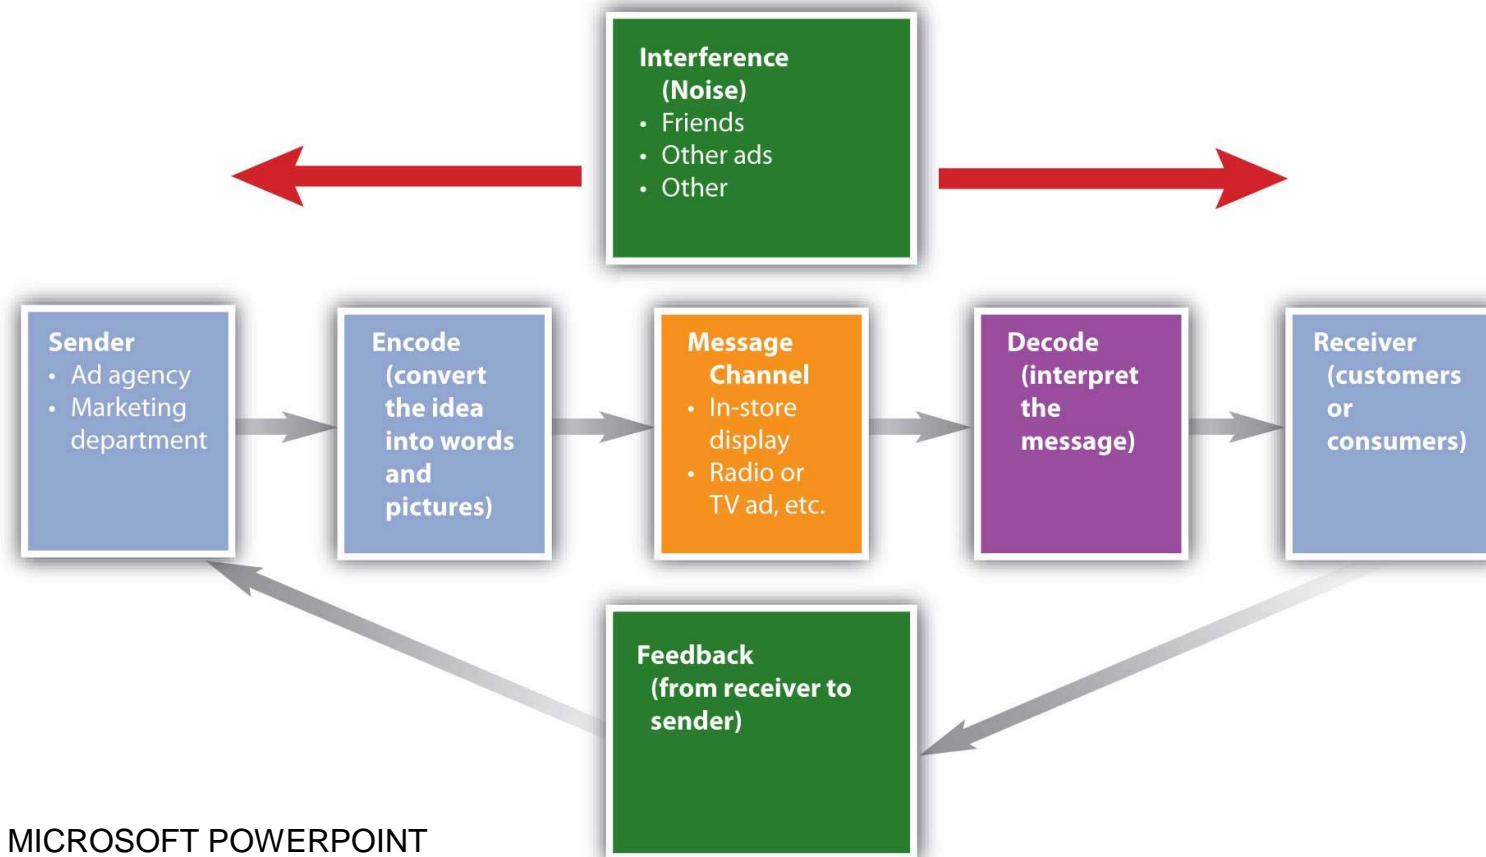 Interference
(Noise)
• Friends
• Other ads
• Other
Sender
• Ad agency
• Marketing
department
Encode
(convert
the idea
into words
and
pictures)
Message
Channel
• In-store
display
• Radio or
TV ad, etc.
Decode
(interpret
the
message)
Receiver
(customers
or
consumers)
Feedback
(from receiver to
sender)
MICROSOFT POWERPOINT